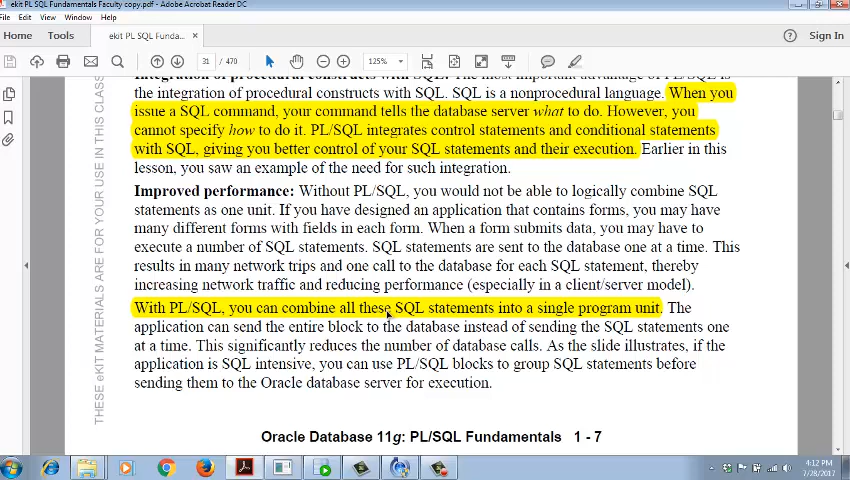 ekit PL SQL Fundamentals Faculty copy.pdf - Adobe Acrobat Reader DC
File Edit View Window Help
Home Tools ekit PL SQL Funda... × ? Sign In
31 / 470 125%
Integration of procedural constructs with SQL: The most important advantage of PL/SQL is
the integration of procedural constructs with SQL. SQL is a nonprocedural language. When you
issue a SQL command, your command tells the database server what to do. However, you
cannot specify how to do it. PL/SQL integrates control statements and conditional statements
with SQL, giving you better control of your SQL statements and their execution. Earlier in this
lesson, you saw an example of the need for such integration.
Improved performance: Without PL/SQL, you would not be able to logically combine SQL
statements as one unit. If you have designed an application that contains forms, you may have
many different forms with fields in each form. When a form submits data, you may have to
execute a number of SQL statements. SQL statements are sent to the database one at a time. This
results in many network trips and one call to the database for each SQL statement, thereby
increasing network traffic and reducing performance (especially in a client/server model).
With PL/SQL, you can combine all these SQL statements into a single program unit. The
application can send the entire block to the database instead of sending the SQL statements one
at a time. This significantly reduces the number of database calls. As the slide illustrates, if the
application is SQL intensive, you can use PL/SQL blocks to group SQL statements before
sending them to the Oracle database server for execution.
THESE eKIT MATERIALS ARE FOR YOUR USE IN THIS CLASS
Oracle Database 11g: PL/SQL Fundamentals 1 - 7
4:12 PM
7/28/2017